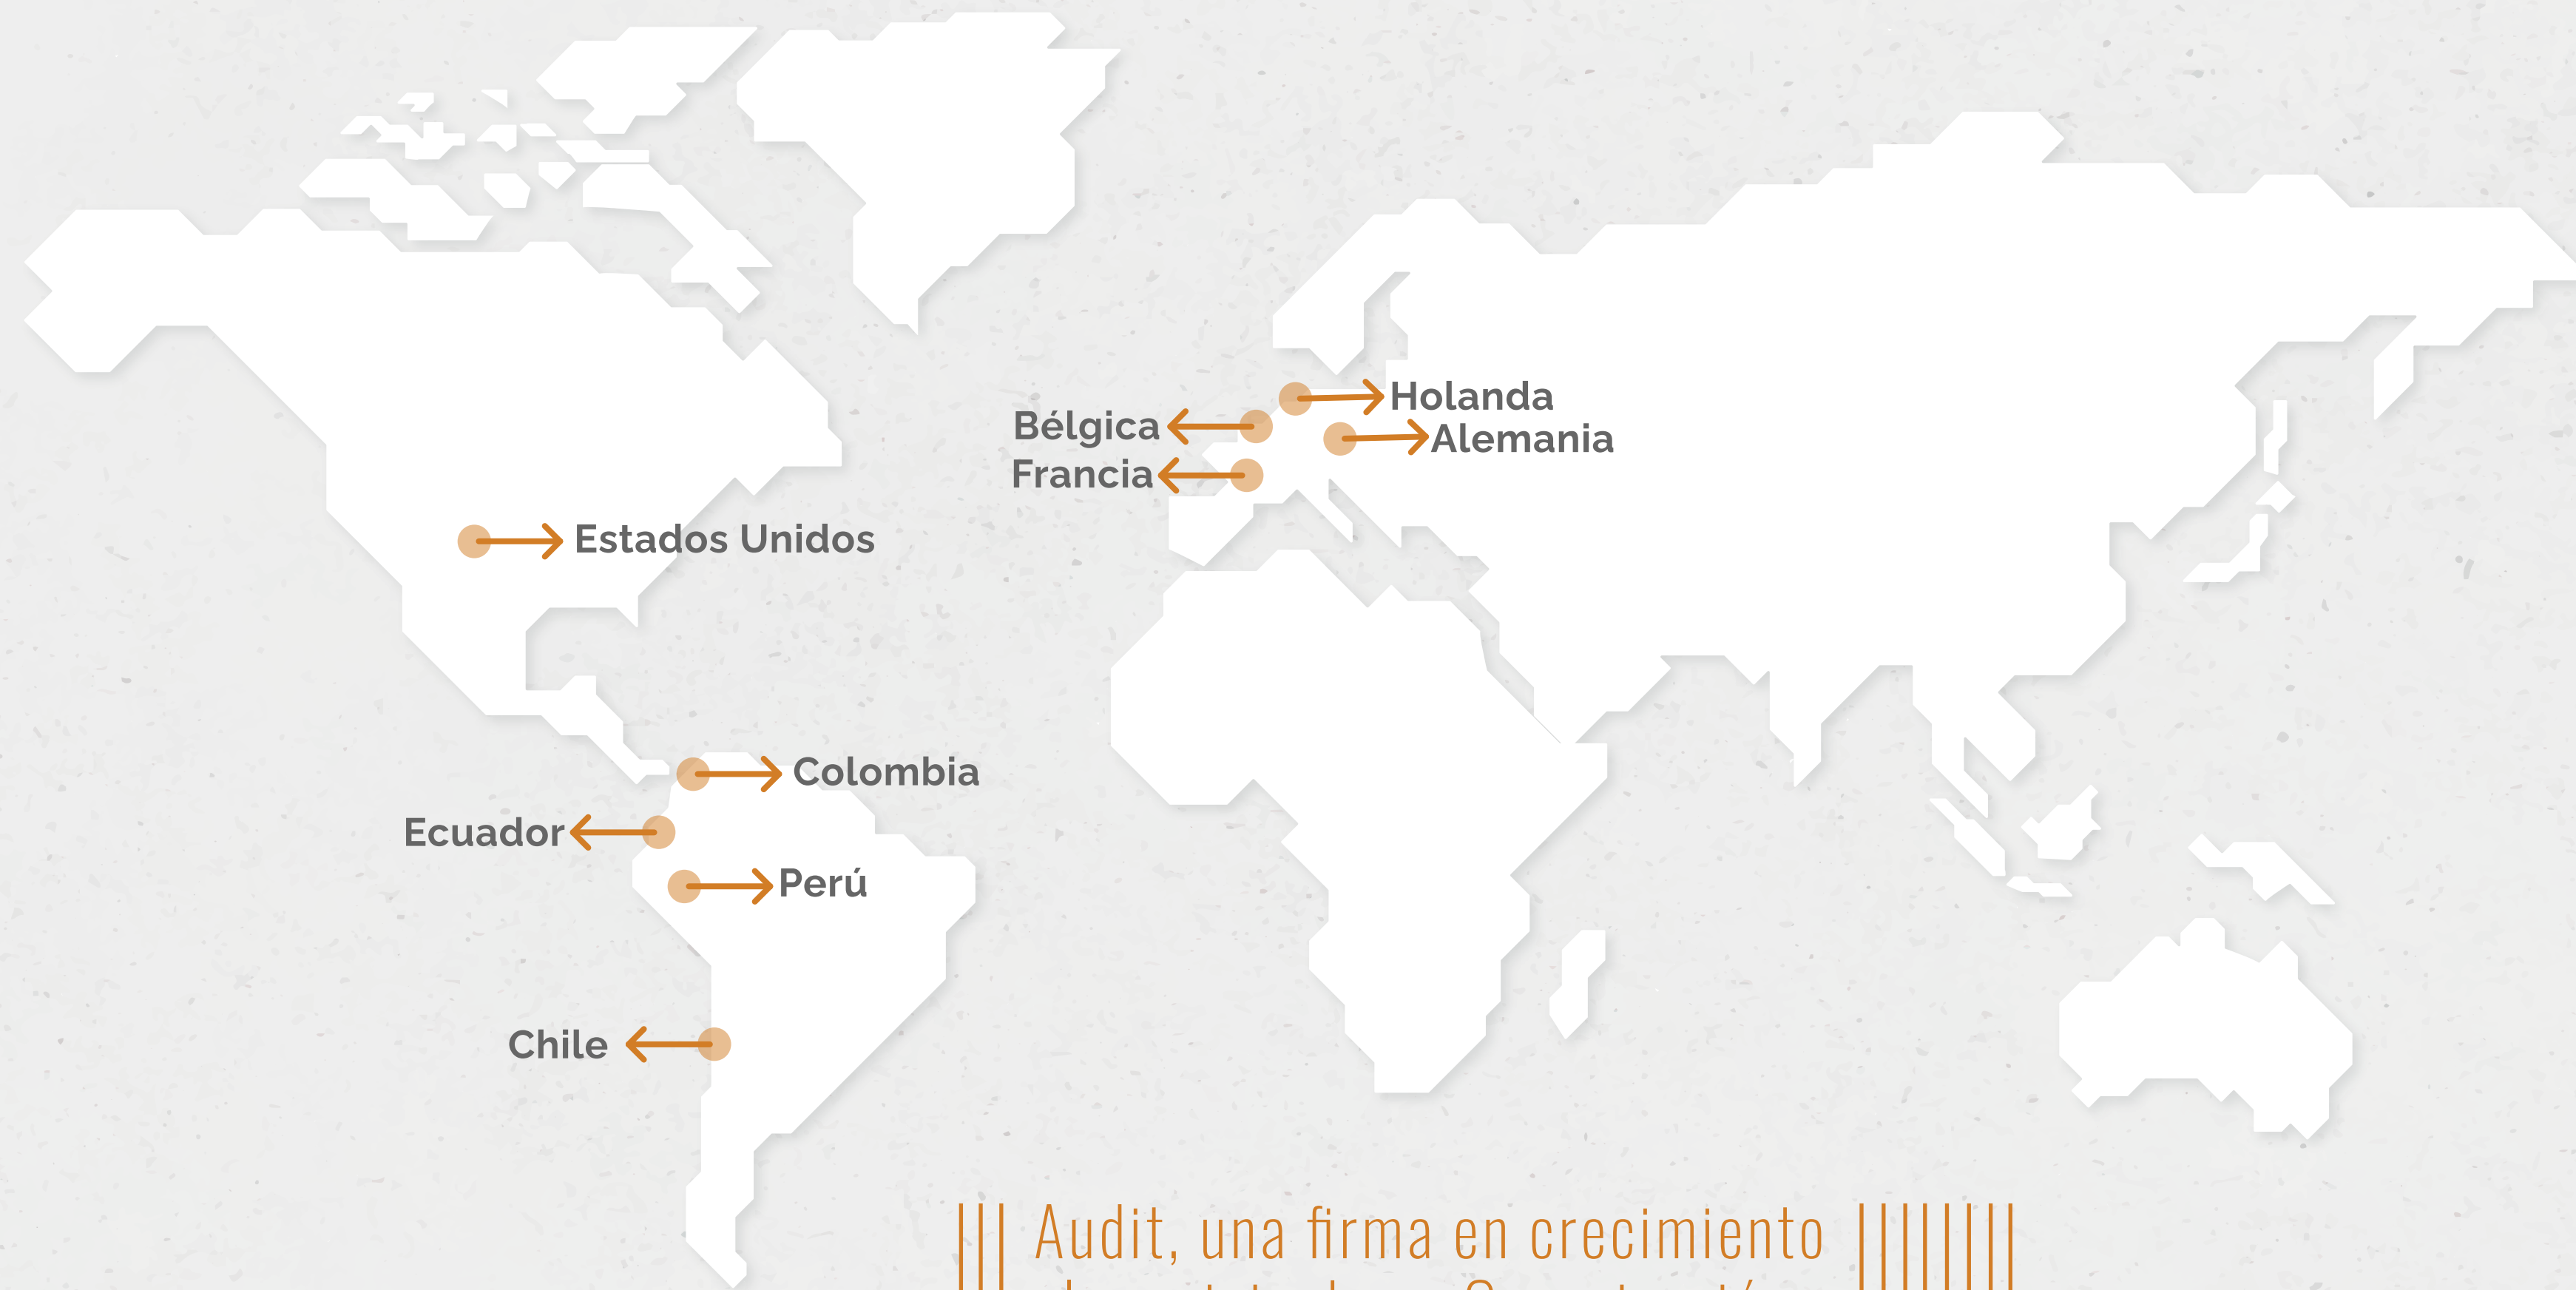 Holanda
Bélgica
Alemania
Francia
Estados Unidos
Colombia
Ecuador
Perú
Chile
Audit, una firma en crecimiento